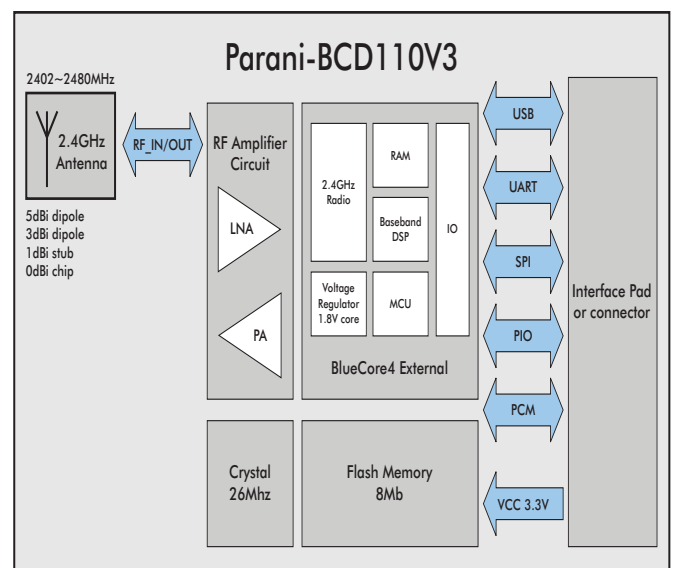 Parani-BCD110V3
2402~2480MHz
2.4GHz
Antenna
5dBi dipole
3dBi dipole
1dBi stub
0dBi chip
RF_IN/OUT
RF Amplifier
Circuit
LNA
PA
2.4GHz
Radio
RAM
Baseband
DSP
IO
Voltage
Regulator
1.8V core
MCU
BlueCore4 External
Crystal
26Mhz
Flash Memory
8Mb
USB
UART
SPI
PIO
PCM
VCC 3.3V
Interface Pad
or connector